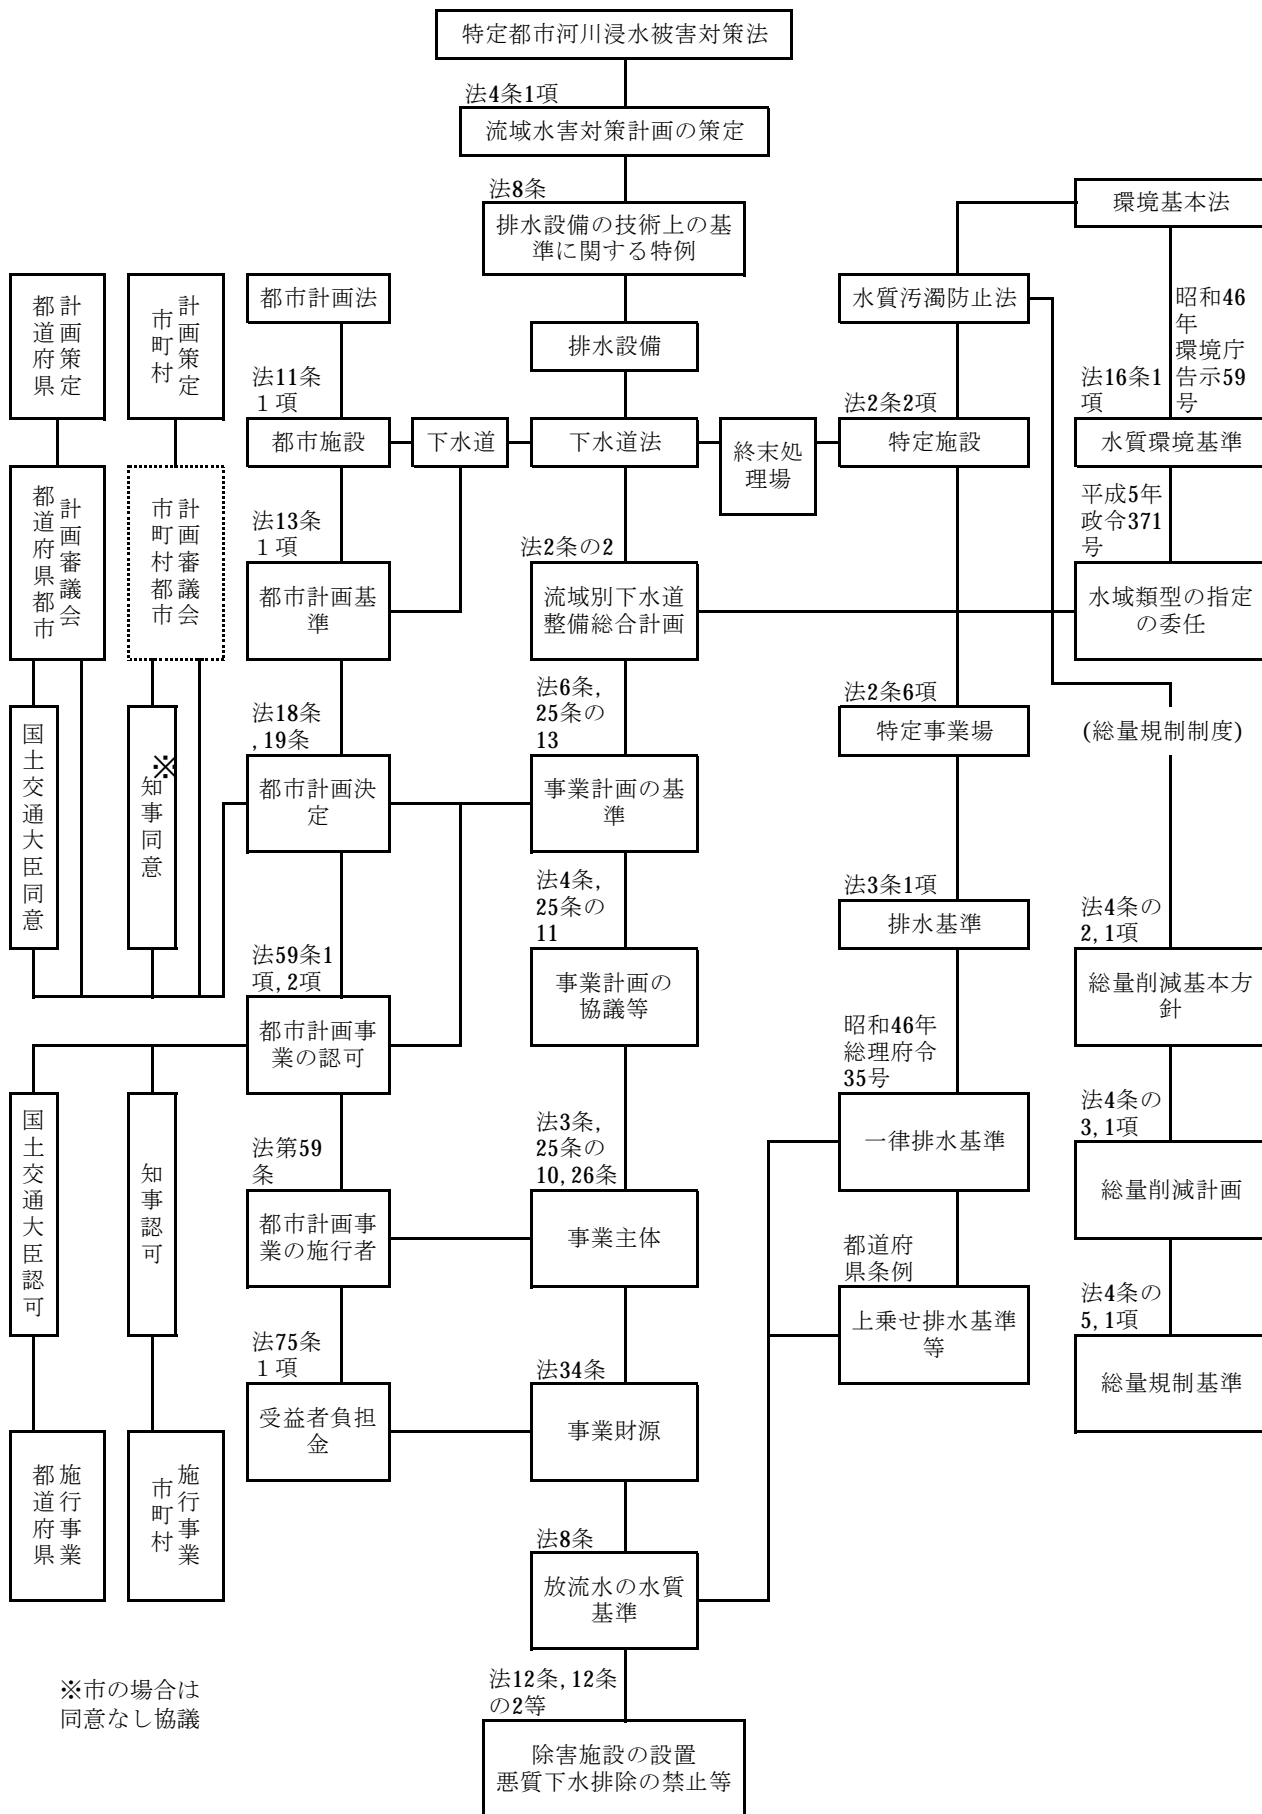 特定都市河川浸水被害対策法
法4条1項
流域水害対策計画の策定
法8条
排水設備の技術上の基
準に関する特例
排水設備
環境基本法
水質汚濁防止法
昭和46
年
環境庁
告示59
号
法16条1
項
水質環境基準
平成5年
政令371
号
水域類型の指定
の委任
都道府県
計画策定
市町村
計画策定
都市計画法
法11条
1項
都市施設
下水道
下水道法
終末処
理場
法2条2項
特定施設
都道府県都市
計画審議会
市町村都市
計画審議会
法13条
1項
都市計画基
準
法2条の2
流域別下水道
整備総合計画
国土交通大臣同意
※
知事同意
法18条
,19条
都市計画決
定
法6条,
25条の
13
事業計画の基
準
法2条6項
特定事業場
(総量規制制度)
法4条,
25条の
11
事業計画の
協議等
法3条1項
排水基準
法4条の
2,1項
総量削減基本方
針
法59条1
項,2項
都市計画事
業の認可
昭和46年
総理府令
35号
一律排水基準
法4条の
3,1項
総量削減計画
国土交通大臣認可
知事認可
法第59
条
都市計画事
業の施行者
法3条,
25条の
10,26条
事業主体
都道府
県条例
上乗せ排水基準
等
法4条の
5,1項
総量規制基準
都道府県
施行事業
市町村
施行事業
法75条
1項
受益者負担
金
法34条
事業財源
法8条
放流水の水質
基準
法12条,12条
の2等
除害施設の設置
悪質下水排除の禁止等
※市の場合は
同意なし協議